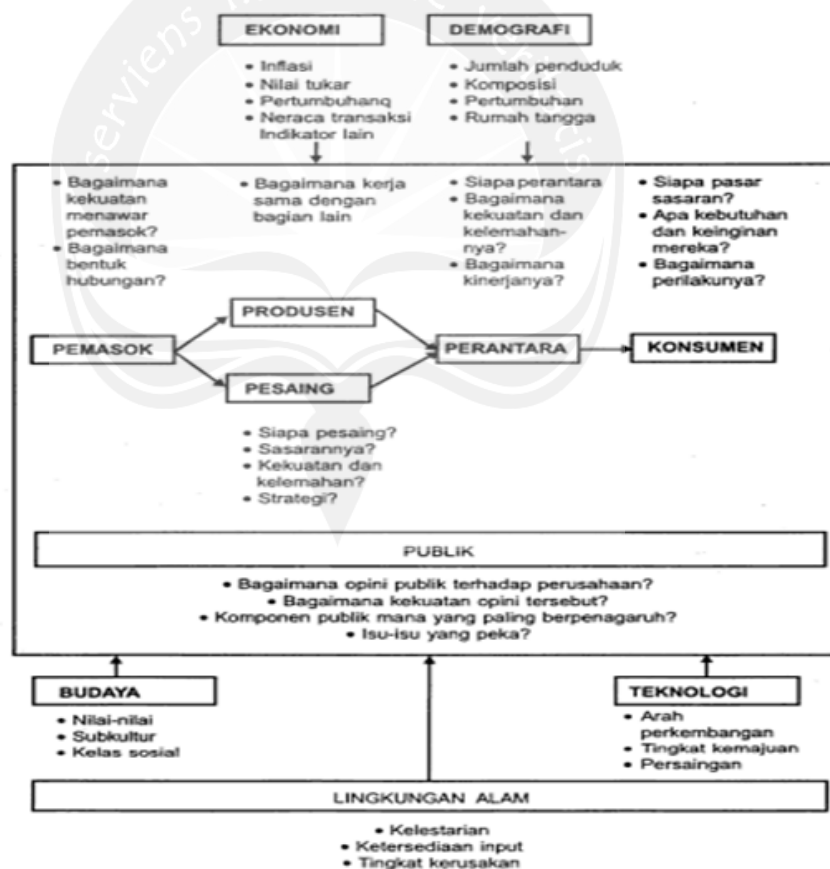 serviens in
veritatis
EKONOMI
• Inflasi
• Nilai tukar
• Pertumbuhanq
• Neraca transaksi
Indikator lain
DEMOGRAFI
• Jumlah penduduk
• Komposisi
• Pertumbuhan
• Rumah tangga
• Bagaimana
kekuatan
menawar
pemasok?
• Bagaimana
bentuk
hubungan?
• Bagaimana kerja
sama dengan
bagian lain
• Siapa perantara
• Bagaimana
kekuatan dan
kelemahan-
nya?
• Bagaimana
kinerjanya?
• Siapa pasar
sasaran?
• Apa kebutuhan
dan keinginan
mereka?
• Bagaimana
perilakunya?
PRODUSEN
PEMASOK
PERANTARA
KONSUMEN
PESAING
• Siapa pesaing?
• Sasarannya?
• Kekuatan dan
kelemahan?
• Strategi?
PUBLIK
• Bagaimana opini publik terhadap perusahaan?
• Bagaimana kekuatan opini tersebut?
• Komponen publik mana yang paling berpenagaruh?
• Isu-isu yang peka?
BUDAYA
• Nilai-nilai
• Subkultur
• Kelas sosial
TEKNOLOGI
• Arah
perkembangan
• Tingkat kemajuan
• Persaingan
LINGKUNGAN ALAM
• Kelestarian
• Ketersediaan input
• Tingkat kerusakan